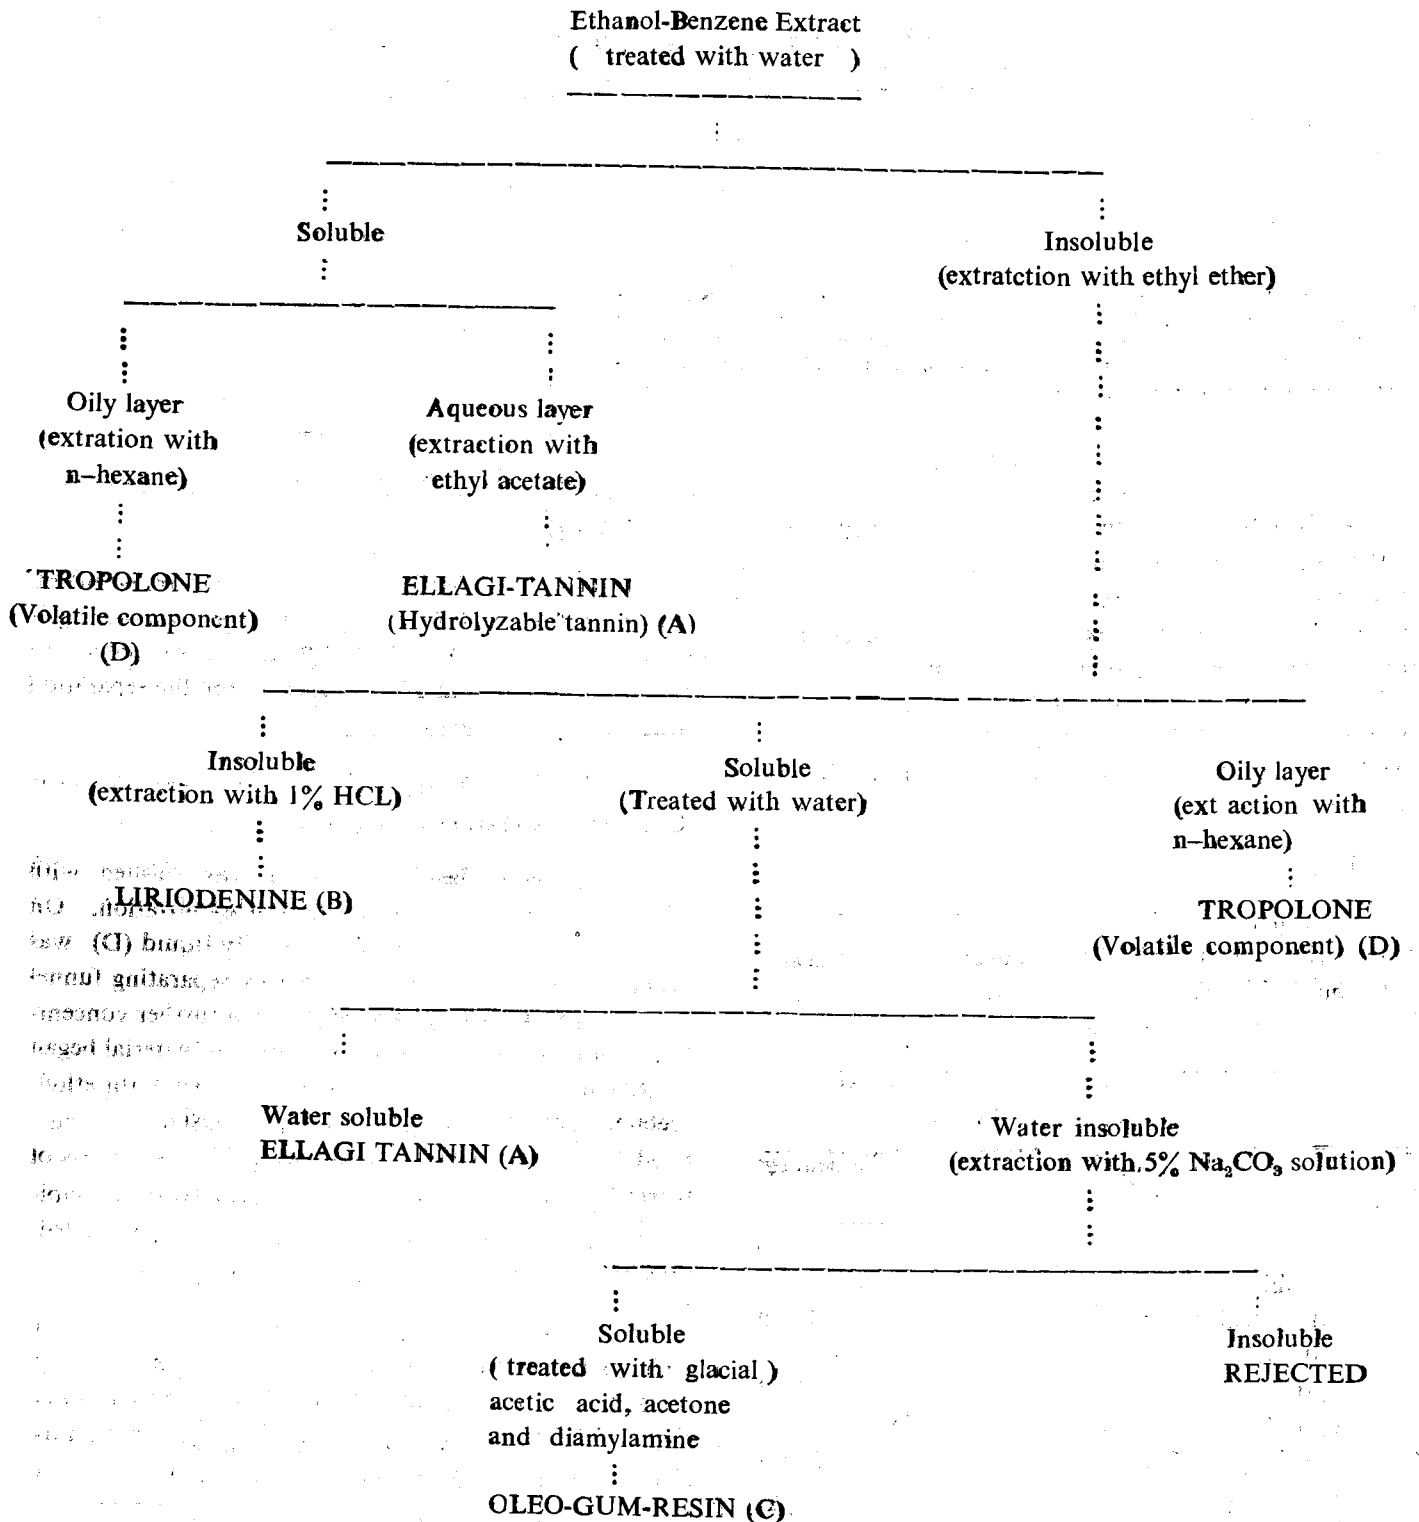 Ethanol-Benzene Extract
( treated with water )
Soluble
Insoluble
(extratction with ethyl ether)
Oily layer
(extration with
n–hexane)
Aqueous layer
(extraction with
ethyl acetate)
TROPOLONE
(Volatile component)
(D)
ELLAGI-TANNIN
(Hydrolyzable tannin) (A)
Insoluble
(extraction with 1% HCL)
Soluble
(Treated with water)
Oily layer
(ext action with
n–hexane)
LIRIODENINE (B)
TROPOLONE
(Volatile component) (D)
Water soluble
ELLAGI TANNIN (A)
Water insoluble
(extraction with 5% Na₂CO₃ solution)
Soluble
( treated with glacial )
acetic acid, acetone
and diamylamine
Insoluble
REJECTED
OLEO-GUM-RESIN (C)